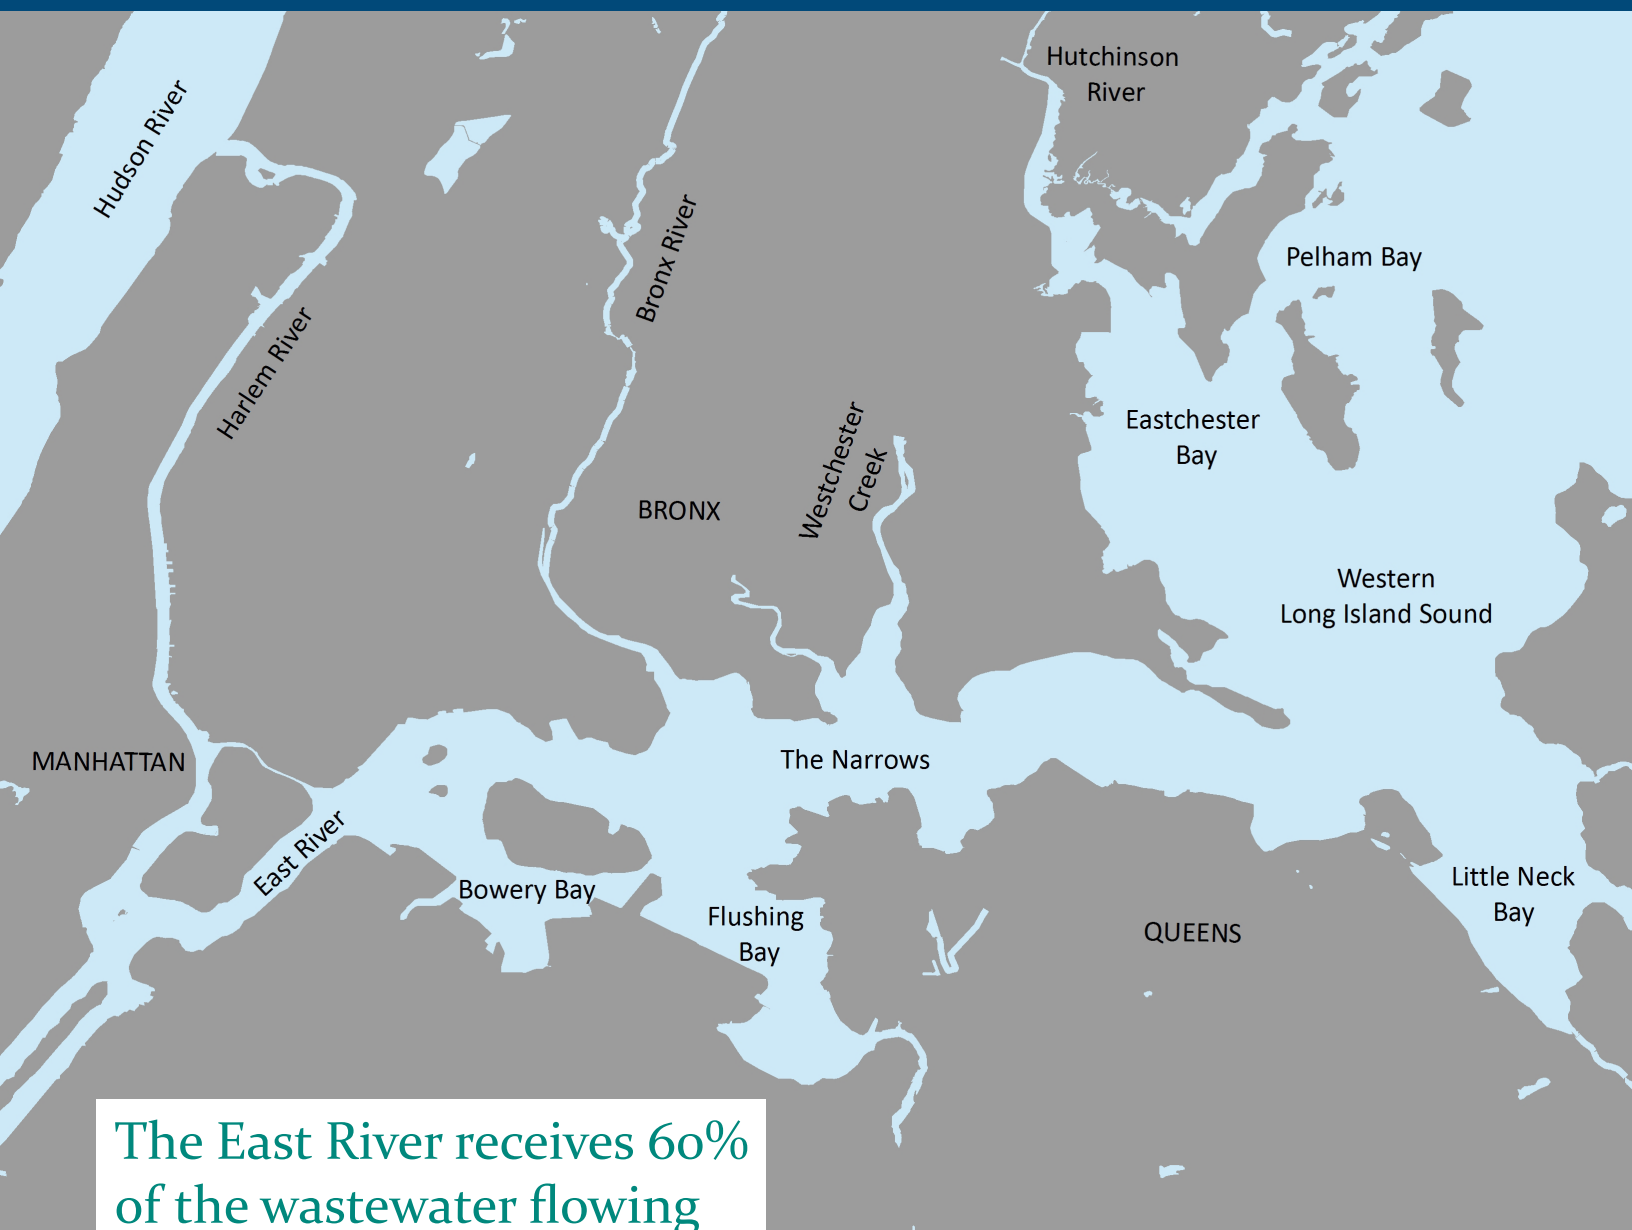 Hutchinson
River
Hudson River
Bronx River
Pelham Bay
Harlem River
Eastchester
Bay
Westchester
Creek
BRONX
Western
Long Island Sound
MANHATTAN
The Narrows
East River
Bowery Bay
Little Neck
Bay
Flushing
Bay
QUEENS
The East River receives 60%
of the wastewater flowing